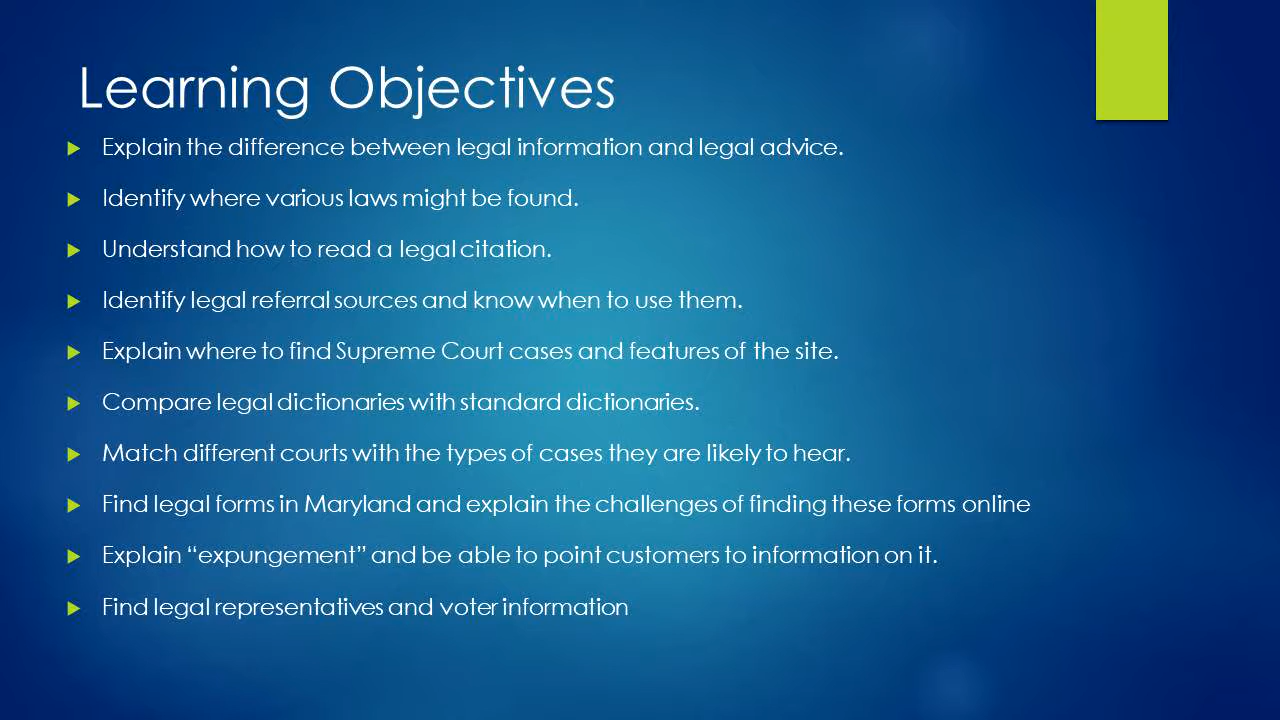 Learning Objectives
Explain the difference between legal information and legal advice.
Identify where various laws might be found.
Understand how to read a legal citation.
Identify legal referral sources and know when to use them.
Explain where to find Supreme Court cases and features of the site.
Compare legal dictionaries with standard dictionaries.
Match different courts with the types of cases they are likely to hear.
Find legal forms in Maryland and explain the challenges of finding these forms online
Explain “expungement” and be able to point customers to information on it.
Find legal representatives and voter information